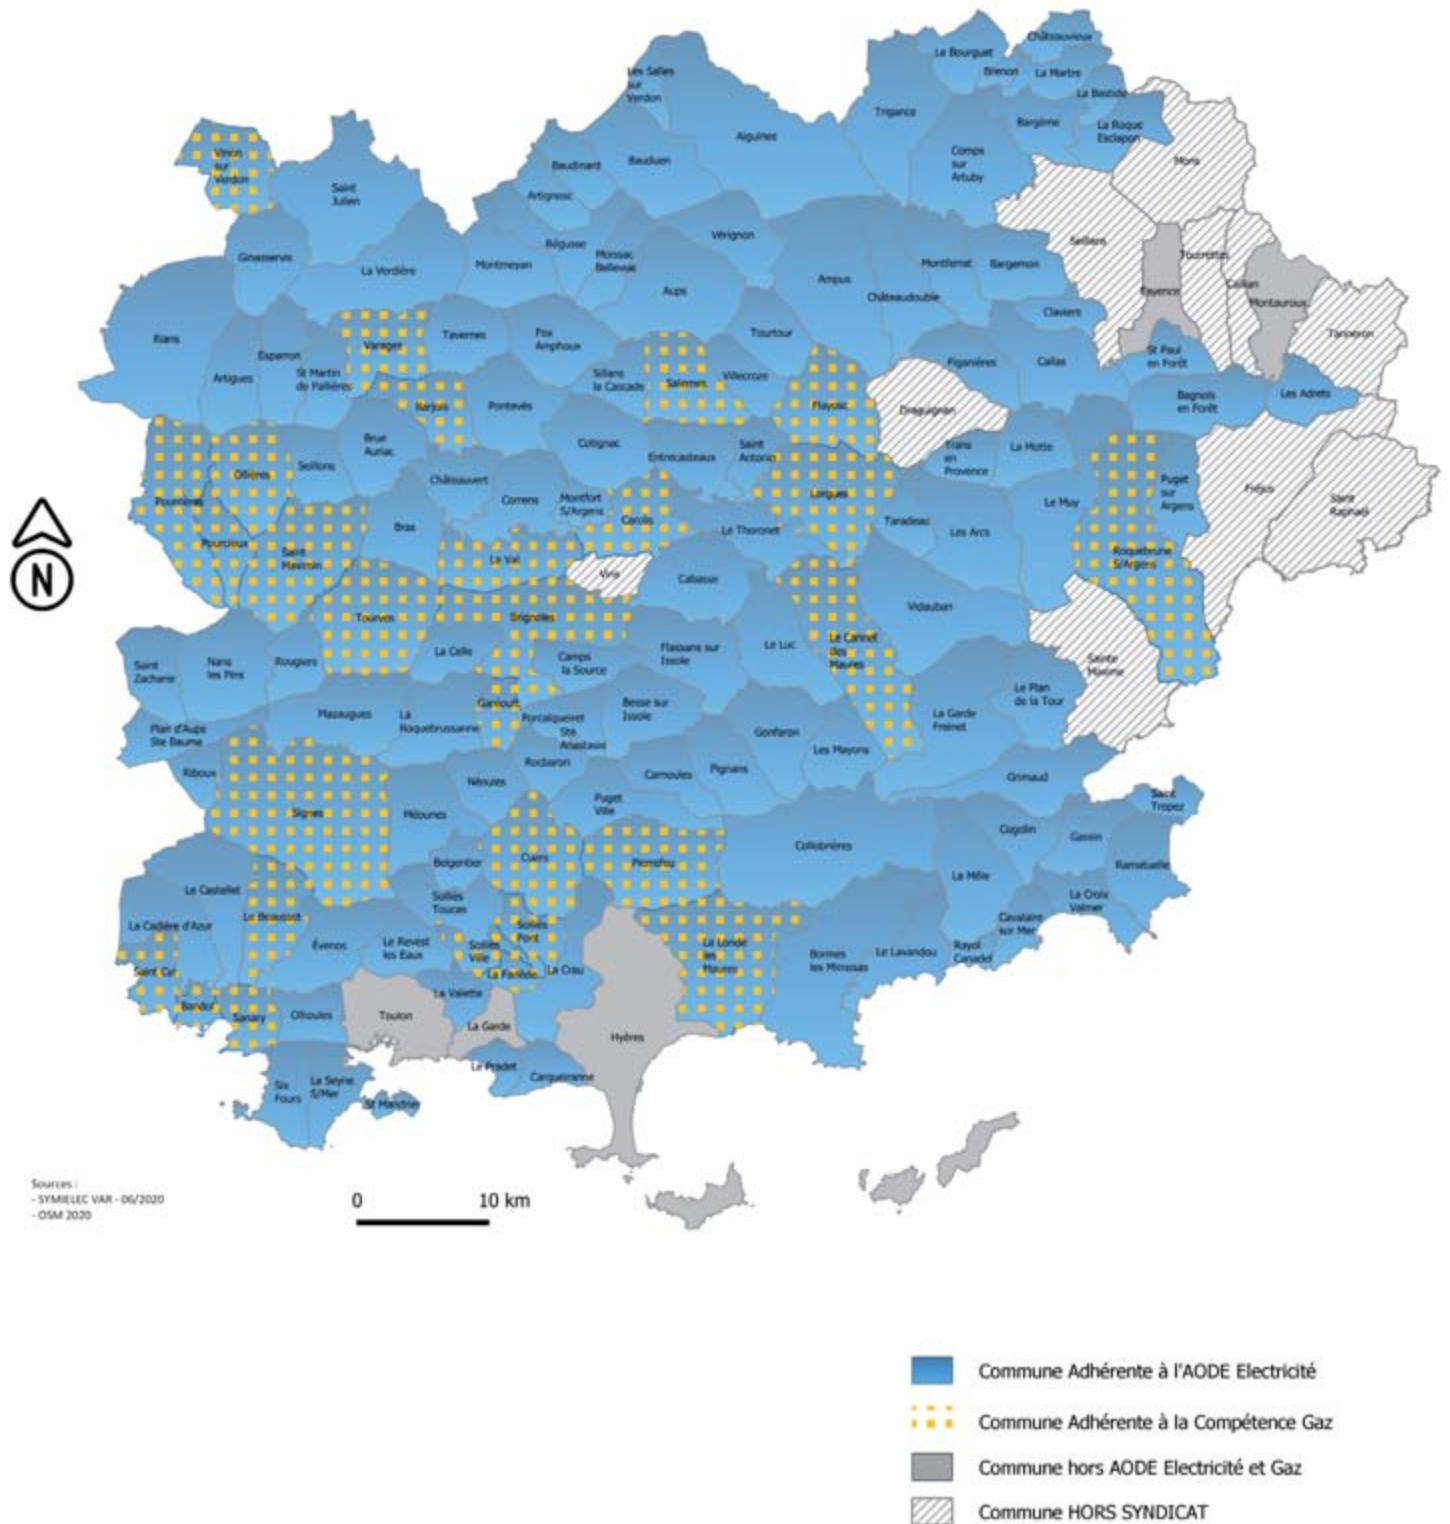 Châteauvieux
Le Bourguet
Brenon
La Martre
La Bastide
Les Salles
sur
Verdon
Trigance
Bargème
La Roque
Esclapon
Aiguines
Vinon
sur
Verdon
Baudinard
Bauduen
Comps
sur
Artuby
Mons
Saint
Julien
Artignosc
Vérignon
Seillans
Régusse
Moissac
Bellevue
Tourrettes
Ginasservis
La Verdière
Montmeyan
Aups
Ampus
Montferrat
Bargemon
Châteaudouble
Fayence
Callian
Montauroux
Claviers
Tanneron
Rians
Varages
Tavernes
Fox
Amphoux
Tourtour
Esparron
Artigues
St Martin
de Pallières
Sillans
la Cascade
Salernes
Villecroze
Figanières
Callas
St Paul
en Forêt
Barjols
Pontevès
Flayosc
Draguignan
Bagnols
en Forêt
Les Adrets
Brue
Auriac
Cotignac
Entrecasteaux
Saint
Antonin
Trans
en
Provence
La Motte
Ollières
Seillons
Châteauvert
Pourrières
Correns
Montfort
S/Argens
Carcès
Lorgues
Le Muy
Puget
sur
Argens
Fréjus
Saint
Raphaël
Pourcieux
Bras
Le Thoronet
Taradeau
Les Arcs
Saint
Maximin
Le Val
Vins
Cabasse
Roquebrune
S/Argens
Tourves
Brignoles
Vidauban
Saint
Zacharie
Nans
les Pins
Rougiers
La Celle
Camps
la Source
Flassans sur
Issole
Le Luc
Le Cannet
des
Maures
Sainte
Maxime
Mazaugues
La
Roquebrussanne
Garéoult
Forcalqueiret
Ste
Anastasie
Besse sur
Issole
Le Plan
de la Tour
La Garde
Freinet
Plan d'Aups
Ste Baume
Gonfaron
Les Mayons
Riboux
Néoules
Rocbaron
Carnoules
Pignans
Grimaud
Signes
Méounes
Puget
Ville
Saint
Tropez
Cogolin
Gassin
Belgentier
Cuers
Pierrefeu
Collobrières
Ramatuelle
Le Castellet
Solliès
Toucas
La Môle
La Croix
Valmer
La Cadière d'Azur
Le Beausset
Évenos
Le Revest
les Eaux
Solliès
Ville
Solliès
Pont
La Londe
les
Maures
Bormes
les Mimosas
Le Lavandou
Rayol
Canadel
Cavalaire
sur Mer
Saint Cyr
La Farlède
La Crau
Bandol
Sanary
Ollioules
Toulon
La Valette
La Garde
Hyères
Six
Fours
La Seyne
S/Mer
St Mandrier
Le Pradet
Carqueiranne
N
Sources :
- SYMIELEC VAR - 06/2020
- OSM 2020
0 10 km
Commune Adhérente à l'AODE Electricité
Commune Adhérente à la Compétence Gaz
Commune hors AODE Electricité et Gaz
Commune HORS SYNDICAT